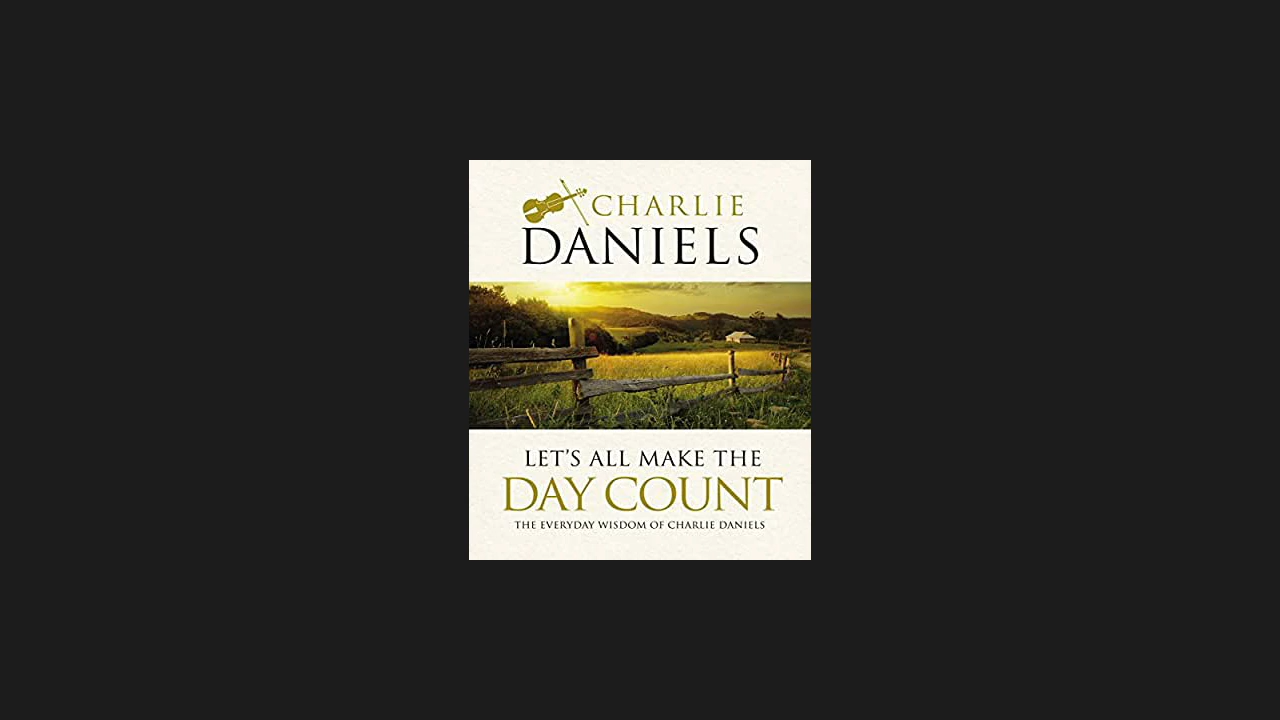 CHARLIE
DANIELS
LET'S ALL MAKE THE
DAY COUNT
THE EVERYDAY WISDOM OF CHARLIE DANIELS